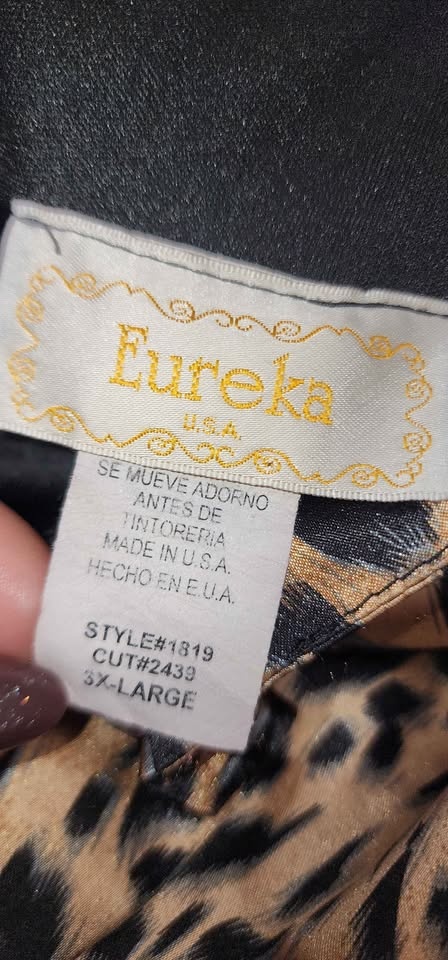 Eureka
U.S.A.
SE MUEVE ADORNO
ANTES DE
TINTORERIA
MADE IN U.S.A.
HECHO EN E.U.A.
STYLE#1819
CUT#2439
3X-LARGE